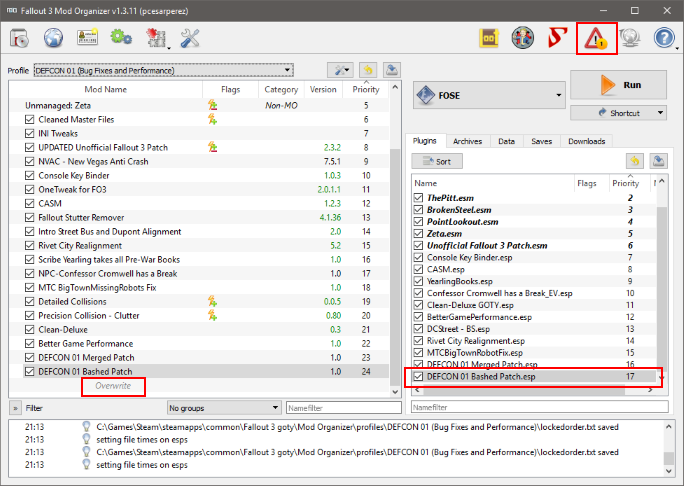 Fallout 3 Mod Organizer v1.3.11 (pcesarperez)
Profile DEFCON 01 (Bug Fixes and Performance)
Mod Name Flags Category Version Priority
Unmanaged: Zeta Non-MO 5
Cleaned Master Files 6
INI Tweaks 7
UPDATED Unofficial Fallout 3 Patch 2.3.2 8
NVAC - New Vegas Anti Crash 7.5.1 9
Console Key Binder 1.0.3 10
OneTweak for FO3 2.0.1.1 11
CASM 1.2.3 12
Fallout Stutter Remover 4.1.36 13
Intro Street Bus and Dupont Alignment 2.0 14
Rivet City Realignment 5.2 15
Scribe Yearling takes all Pre-War Books 1.0 16
NPC-Confessor Cromwell has a Break 1.0 17
MTC BigTownMissingRobots Fix 1.0 18
Detailed Collisions 0.0.5 19
Precision Collision - Clutter 0.80 20
Clean-Deluxe 0.3 21
Better Game Performance 1.0 22
DEFCON 01 Merged Patch 1.0 23
DEFCON 01 Bashed Patch 1.0 24
Overwrite
» Filter No groups Namefilter
FOSE
Run
Shortcut
Plugins Archives Data Saves Downloads
Sort
Name Flags Priority
ThePitt.esm 2
BrokenSteel.esm 3
PointLookout.esm 4
Zeta.esm 5
Unofficial Fallout 3 Patch.esm 6
Console Key Binder.esp 7
CASM.esp 8
YearlingBooks.esp 9
Confessor Cromwell has a Break_EV.esp 10
Clean-Deluxe GOTY.esp 11
BetterGamePerformance.esp 12
DCStreet - BS.esp 13
Rivet City Realignment.esp 14
MTCBigTownRobotFix.esp 15
DEFCON 01 Merged Patch.esp 16
DEFCON 01 Bashed Patch.esp 17
Namefilter
21:13 C:\Games\Steam\steamapps\common\Fallout 3 goty\Mod Organizer\profiles\DEFCON 01 (Bug Fixes and Performance)\lockedorder.txt saved
21:13 setting file times on esps
21:13 C:\Games\Steam\steamapps\common\Fallout 3 goty\Mod Organizer\profiles\DEFCON 01 (Bug Fixes and Performance)\lockedorder.txt saved
21:13 setting file times on esps